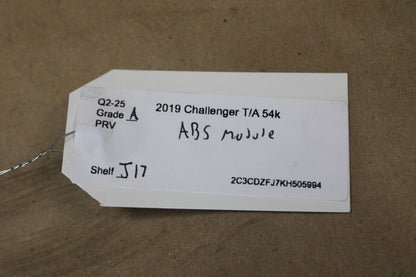 Q2-25
2019 Challenger T/A 54k
Grade A
PRV
ABS module
Shelf J17
2C3CDZFJ7KH505994